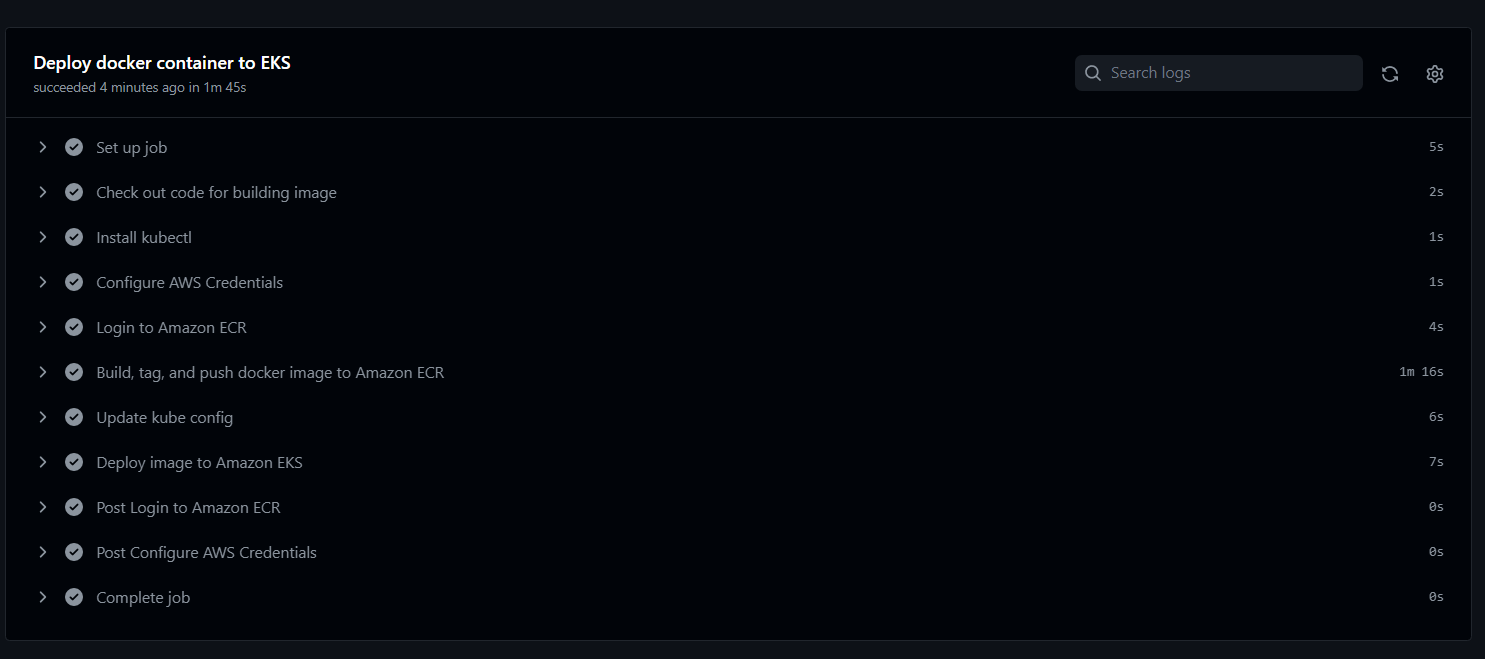 Deploy docker container to EKS
succeeded 4 minutes ago in 1m 45s
Search logs
Set up job 5s
Check out code for building image 2s
Install kubectl 1s
Configure AWS Credentials 1s
Login to Amazon ECR 4s
Build, tag, and push docker image to Amazon ECR 1m 16s
Update kube config 6s
Deploy image to Amazon EKS 7s
Post Login to Amazon ECR 0s
Post Configure AWS Credentials 0s
Complete job 0s